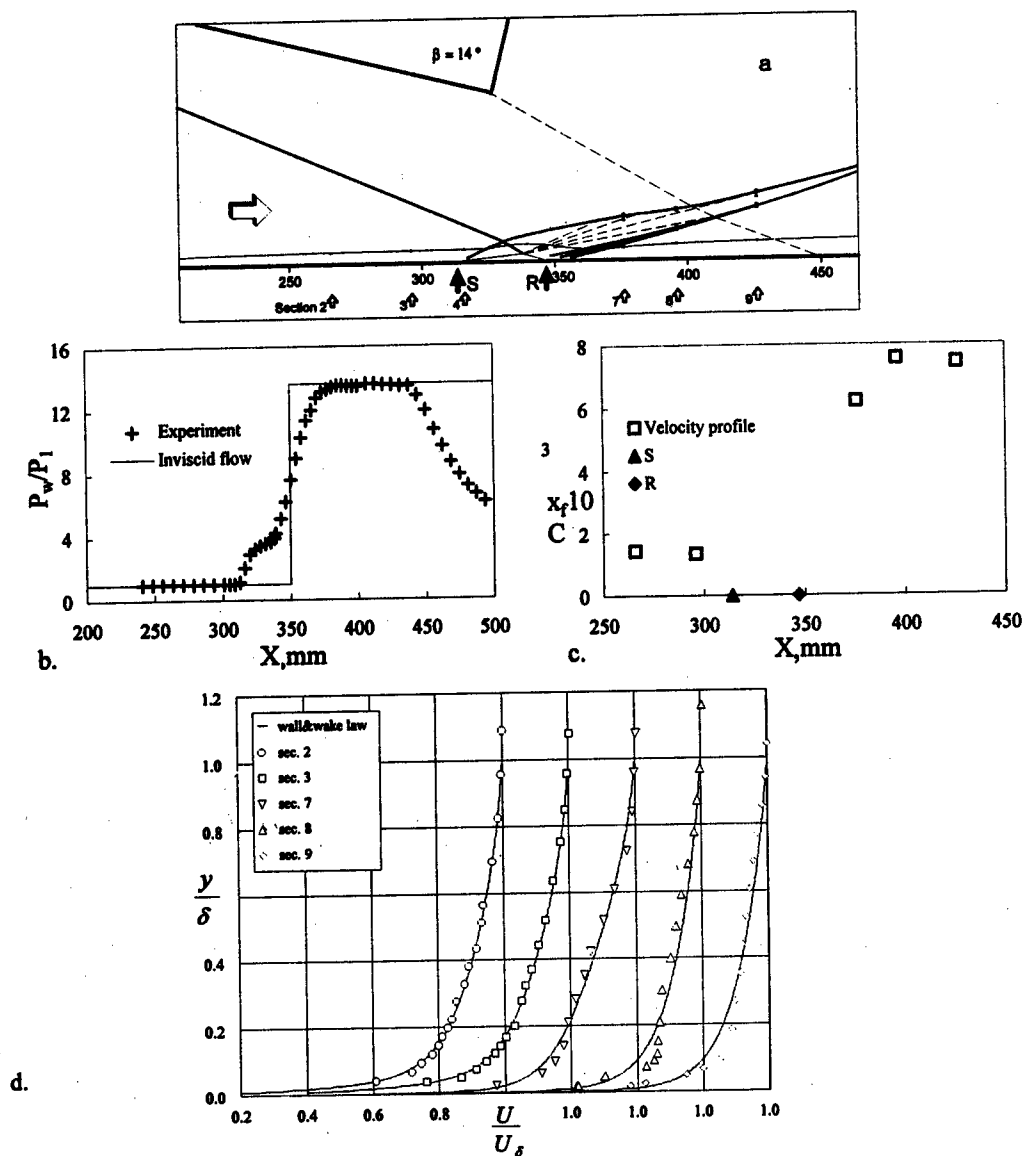 β = 14°
a
250 300 350 400 450
S R
Section 2 3 4 7 8 9
16
12
8
4
0
P_w/P_1
Experiment
Inviscid flow
200 250 300 350 400 450 500
X,mm
b.
8
6
4
2
0
3
x_f10
C
Velocity profile
S
R
250 300 350 400 450
X,mm
c.
1.2
1.0
0.8
0.6
0.4
0.2
0.0
y
δ
wall&wake law
sec. 2
sec. 3
sec. 7
sec. 8
sec. 9
0.2 0.4 0.6 0.8 1.0 1.0 1.0 1.0
U
U_δ
d.